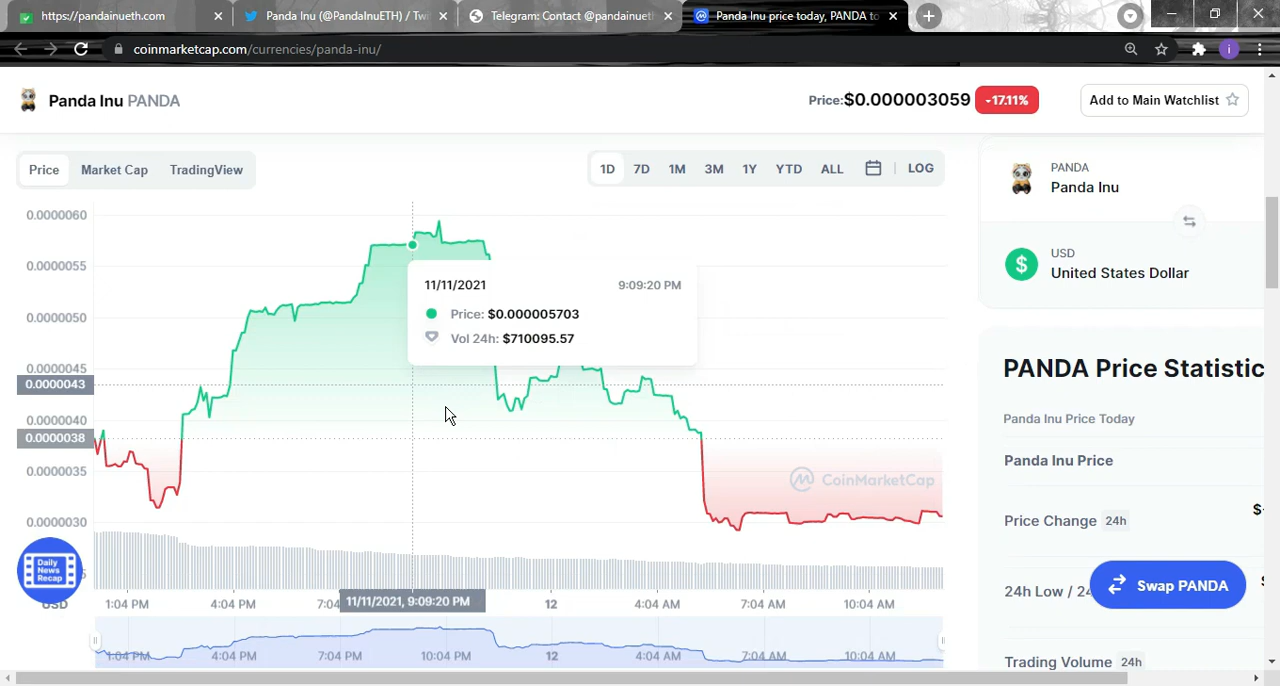 https://pandainueth.com
Panda Inu (@PandaInuETH) / Twi
Telegram: Contact @pandainueth
Panda Inu price today, PANDA to
coinmarketcap.com/currencies/panda-inu/
i
Panda Inu PANDA
Price:$0.000003059
-17.11%
Add to Main Watchlist
Price
Market Cap
TradingView
1D
7D
1M
3M
1Y
YTD
ALL
LOG
0.0000060
0.0000055
0.0000050
0.0000045
0.0000043
0.0000040
0.0000038
0.0000035
0.0000030
11/11/2021
9:09:20 PM
Price: $0.000005703
Vol 24h: $710095.57
CoinMarketCap
Daily
News
Recap
USD
1:04 PM
4:04 PM
7:04
11/11/2021, 9:09:20 PM
12
4:04 AM
7:04 AM
10:04 AM
1:04 PM
4:04 PM
7:04 PM
10:04 PM
12
4:04 AM
7:04 AM
10:04 AM
PANDA
Panda Inu
USD
United States Dollar
PANDA Price Statistic
Panda Inu Price Today
Panda Inu Price
Price Change 24h
$-
24h Low / 24
Swap PANDA
Trading Volume 24h